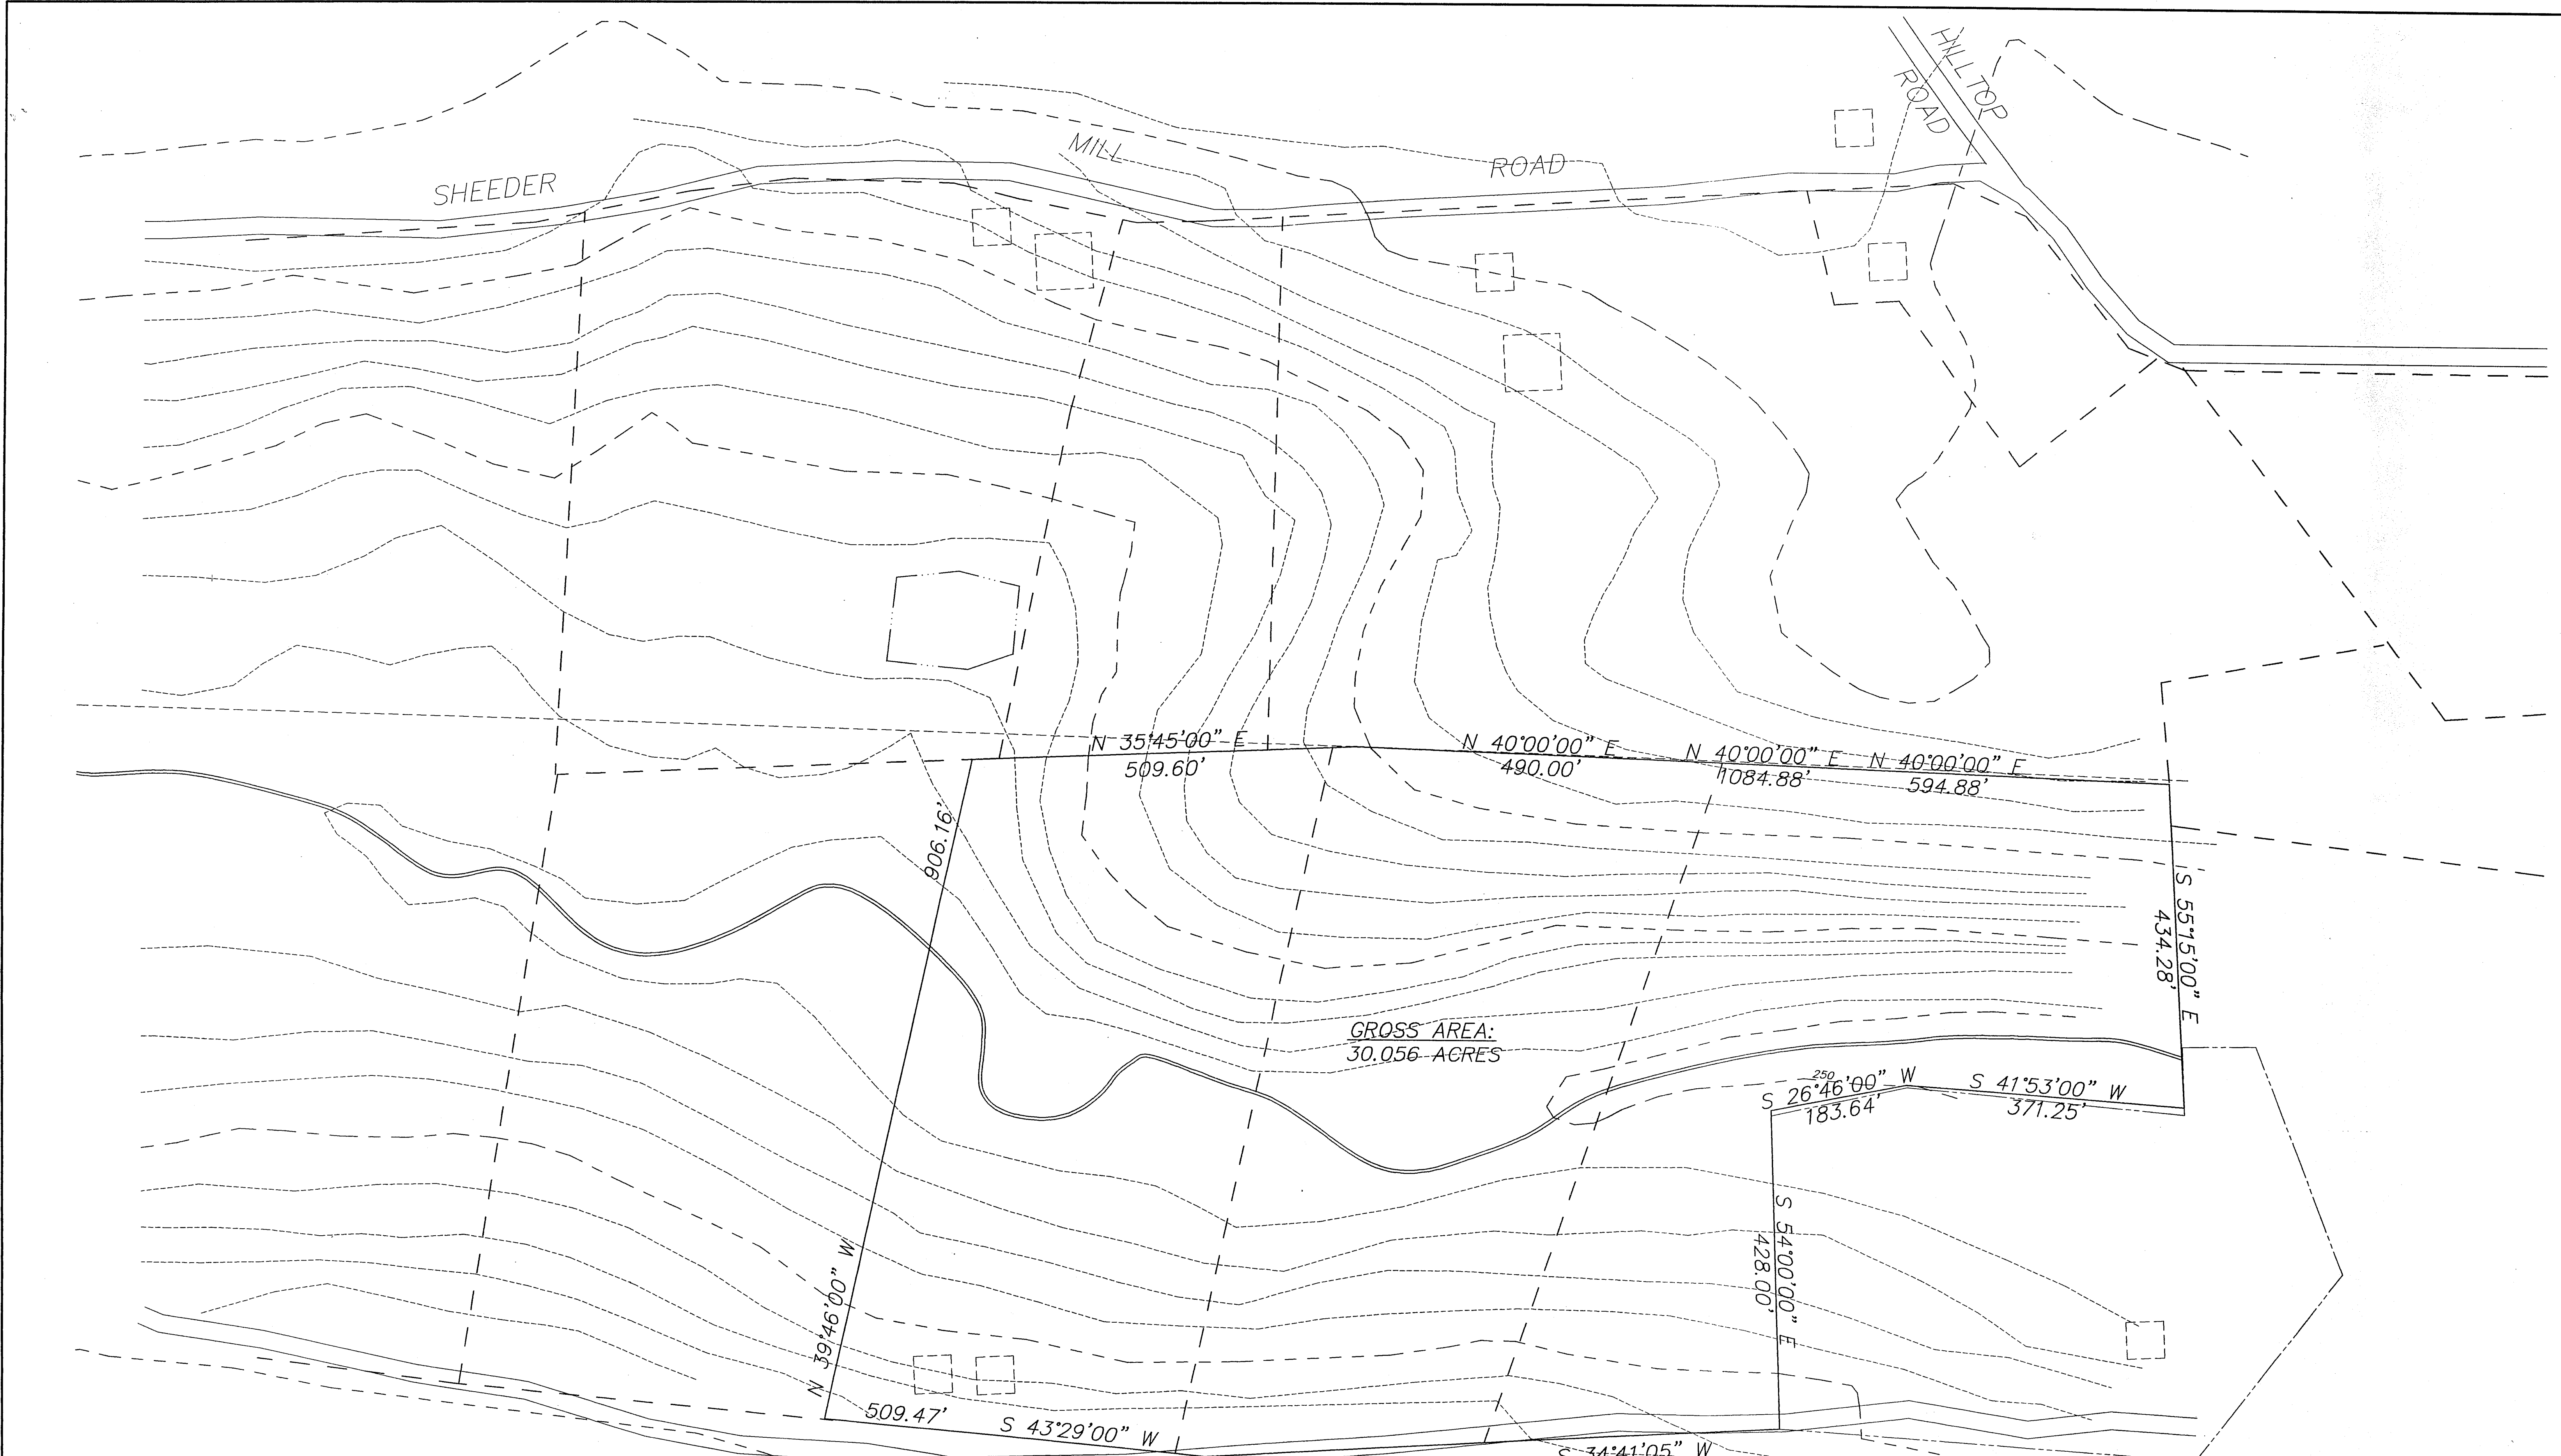 HILLTOP
ROAD
SHEEDER
MILL
ROAD
N 35°45'00" E
509.60'
N 40°00'00" E
490.00'
N 40°00'00" E
1084.88'
N 40°00'00" E
594.88'
906.16'
N 39°46'00" W
S 55°15'00" E
434.28'
GROSS AREA:
30.056 ACRES
250
S 26°46'00" W
183.64'
S 41°53'00" W
371.25'
S 54°00'00" E
428.00'
509.47'
S 43°29'00" W
S 34°41'05" W